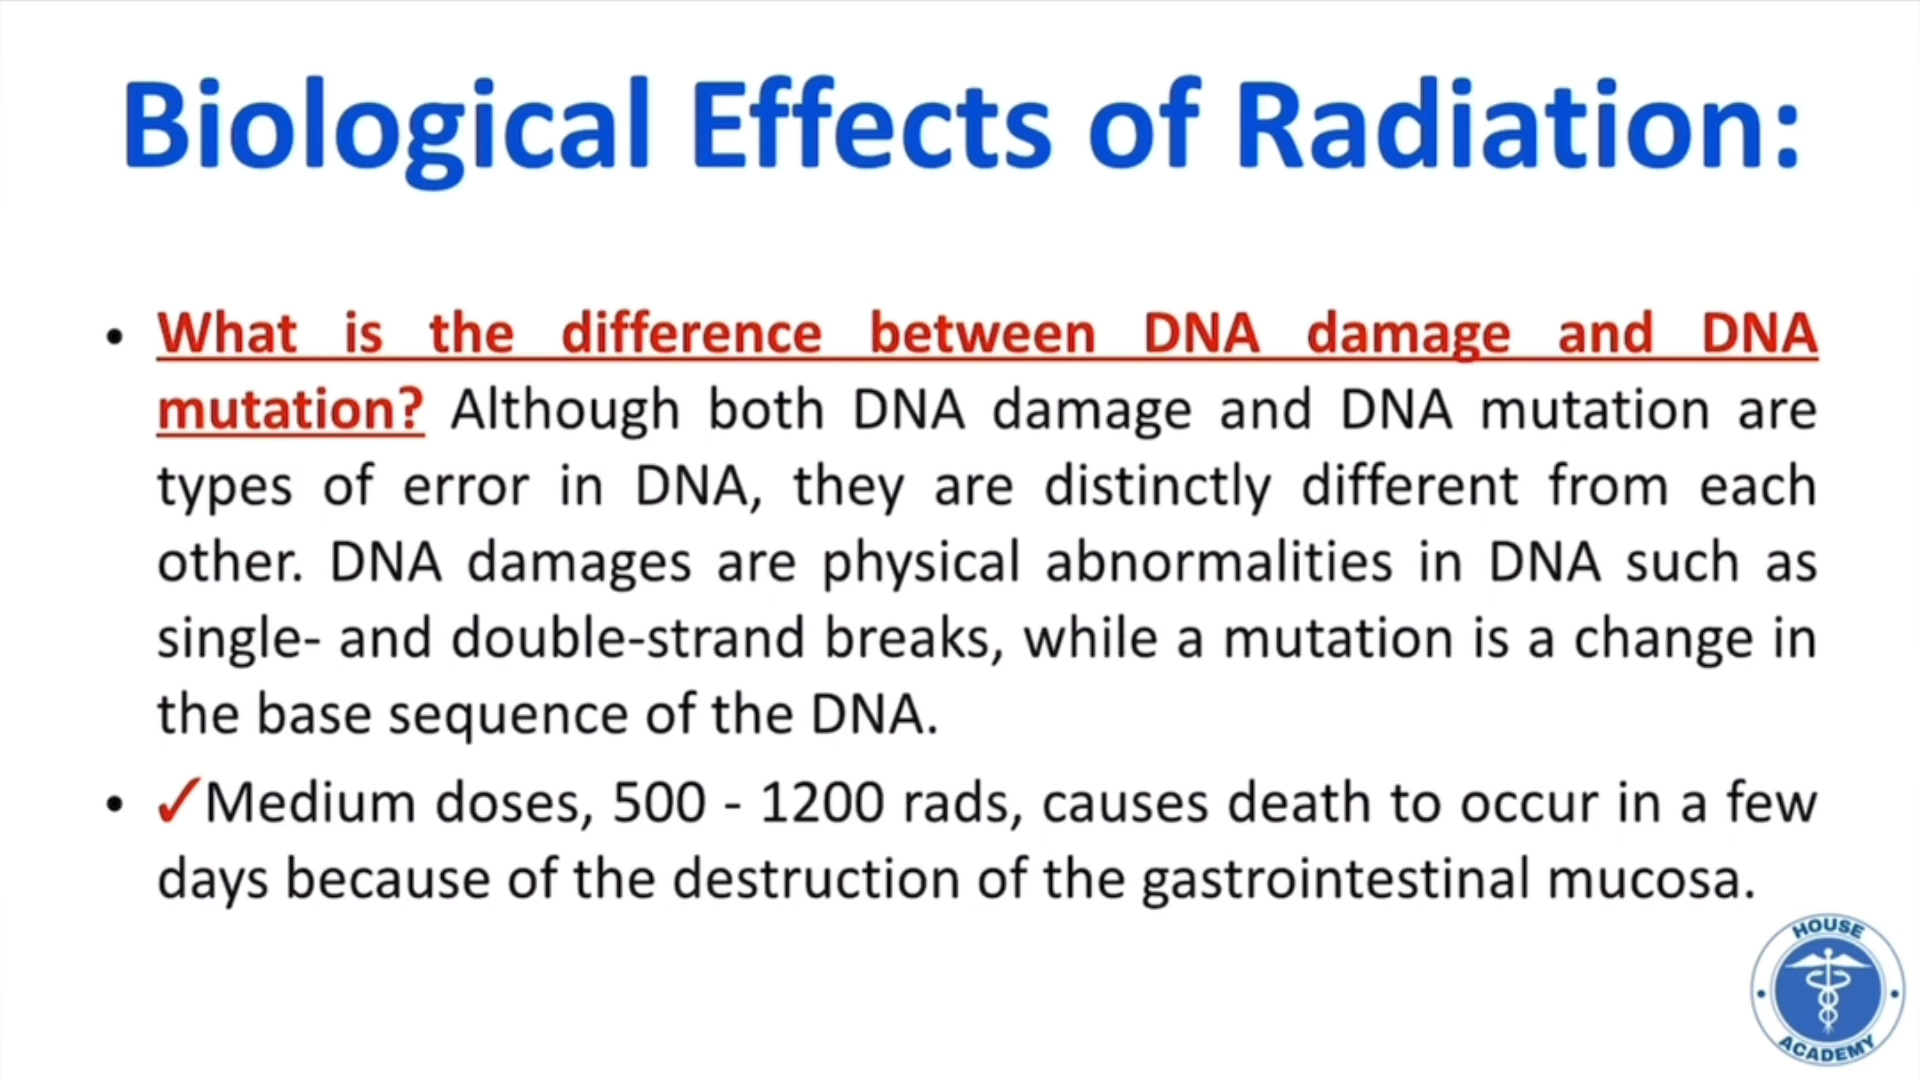 Biological Effects of Radiation:
• What is the difference between DNA damage and DNA
mutation? Although both DNA damage and DNA mutation are
types of error in DNA, they are distinctly different from each
other. DNA damages are physical abnormalities in DNA such as
single- and double-strand breaks, while a mutation is a change in
the base sequence of the DNA.
• ✓Medium doses, 500 - 1200 rads, causes death to occur in a few
days because of the destruction of the gastrointestinal mucosa.
HOUSE
ACADEMY